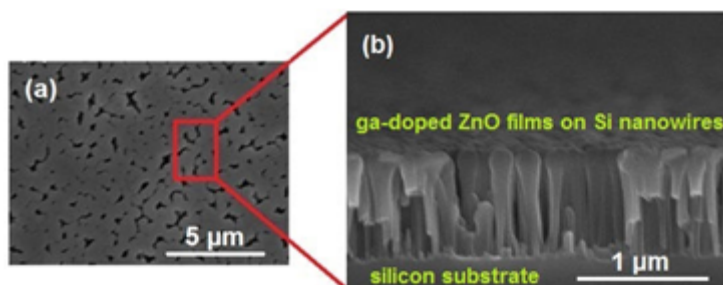 (a)
5 μm
(b)
ga-doped ZnO films on Si nanowires
silicon substrate
1 μm